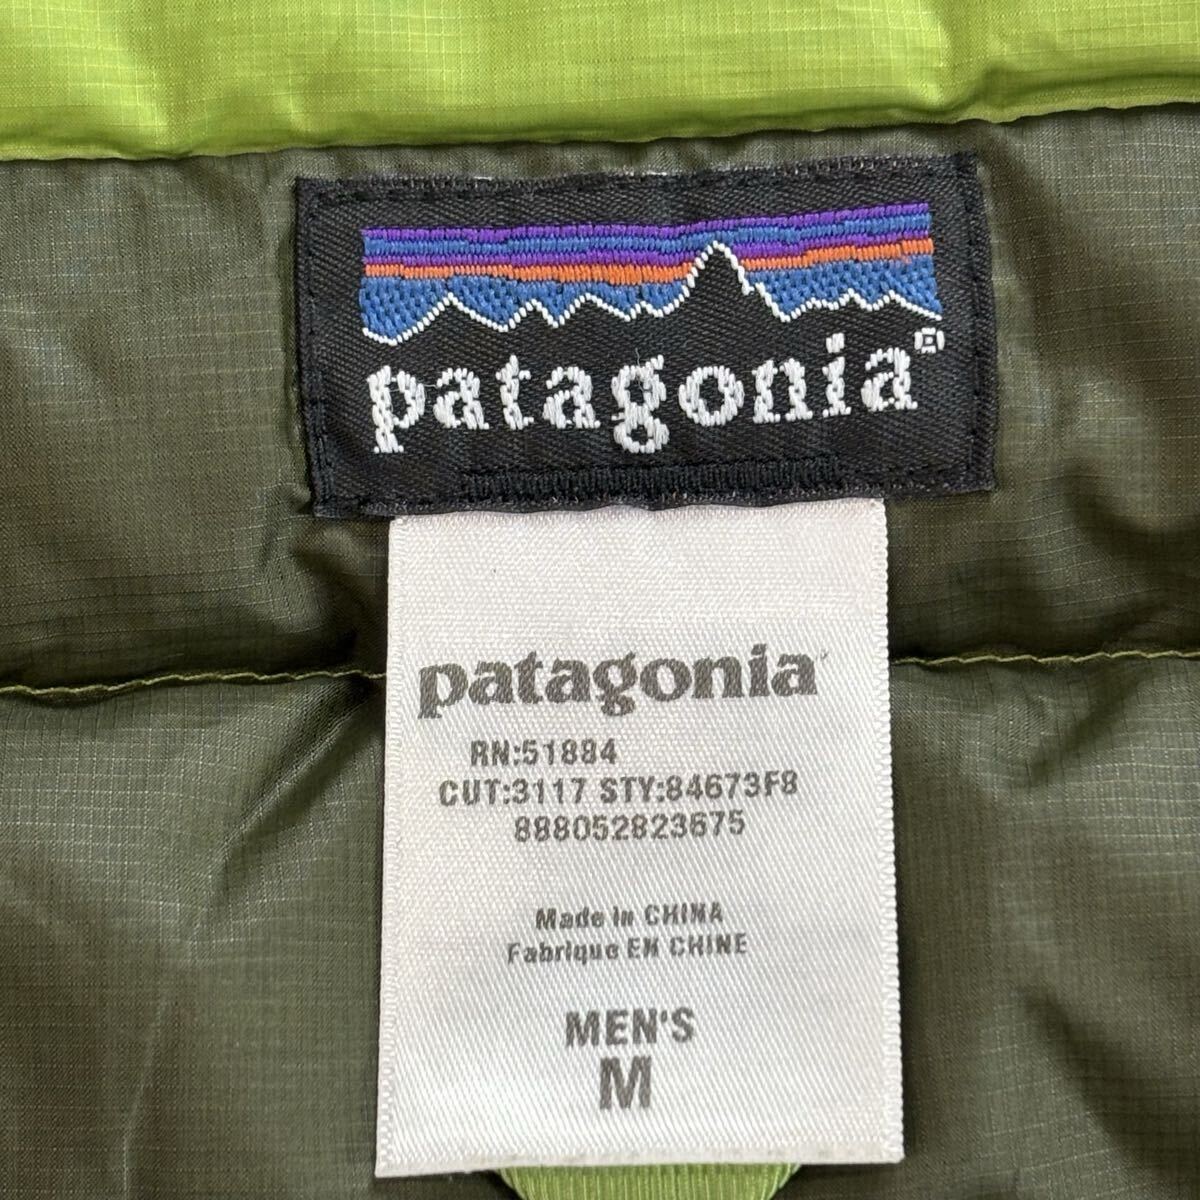 patagonia®
patagonia
RN:51884
CUT:3117 STY:84673F8
888052823675
Made in CHINA
Fabrique EN CHINE
MEN'S
M